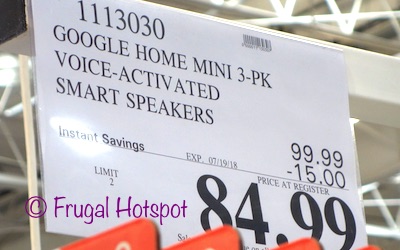 1113030
GOOGLE HOME MINI 3-PK
VOICE-ACTIVATED
SMART SPEAKERS
Instant Savings
EXP. 07/19/18
99.99
-15.00
LIMIT
2
PRICE AT REGISTER
84.99
© Frugal Hotspot